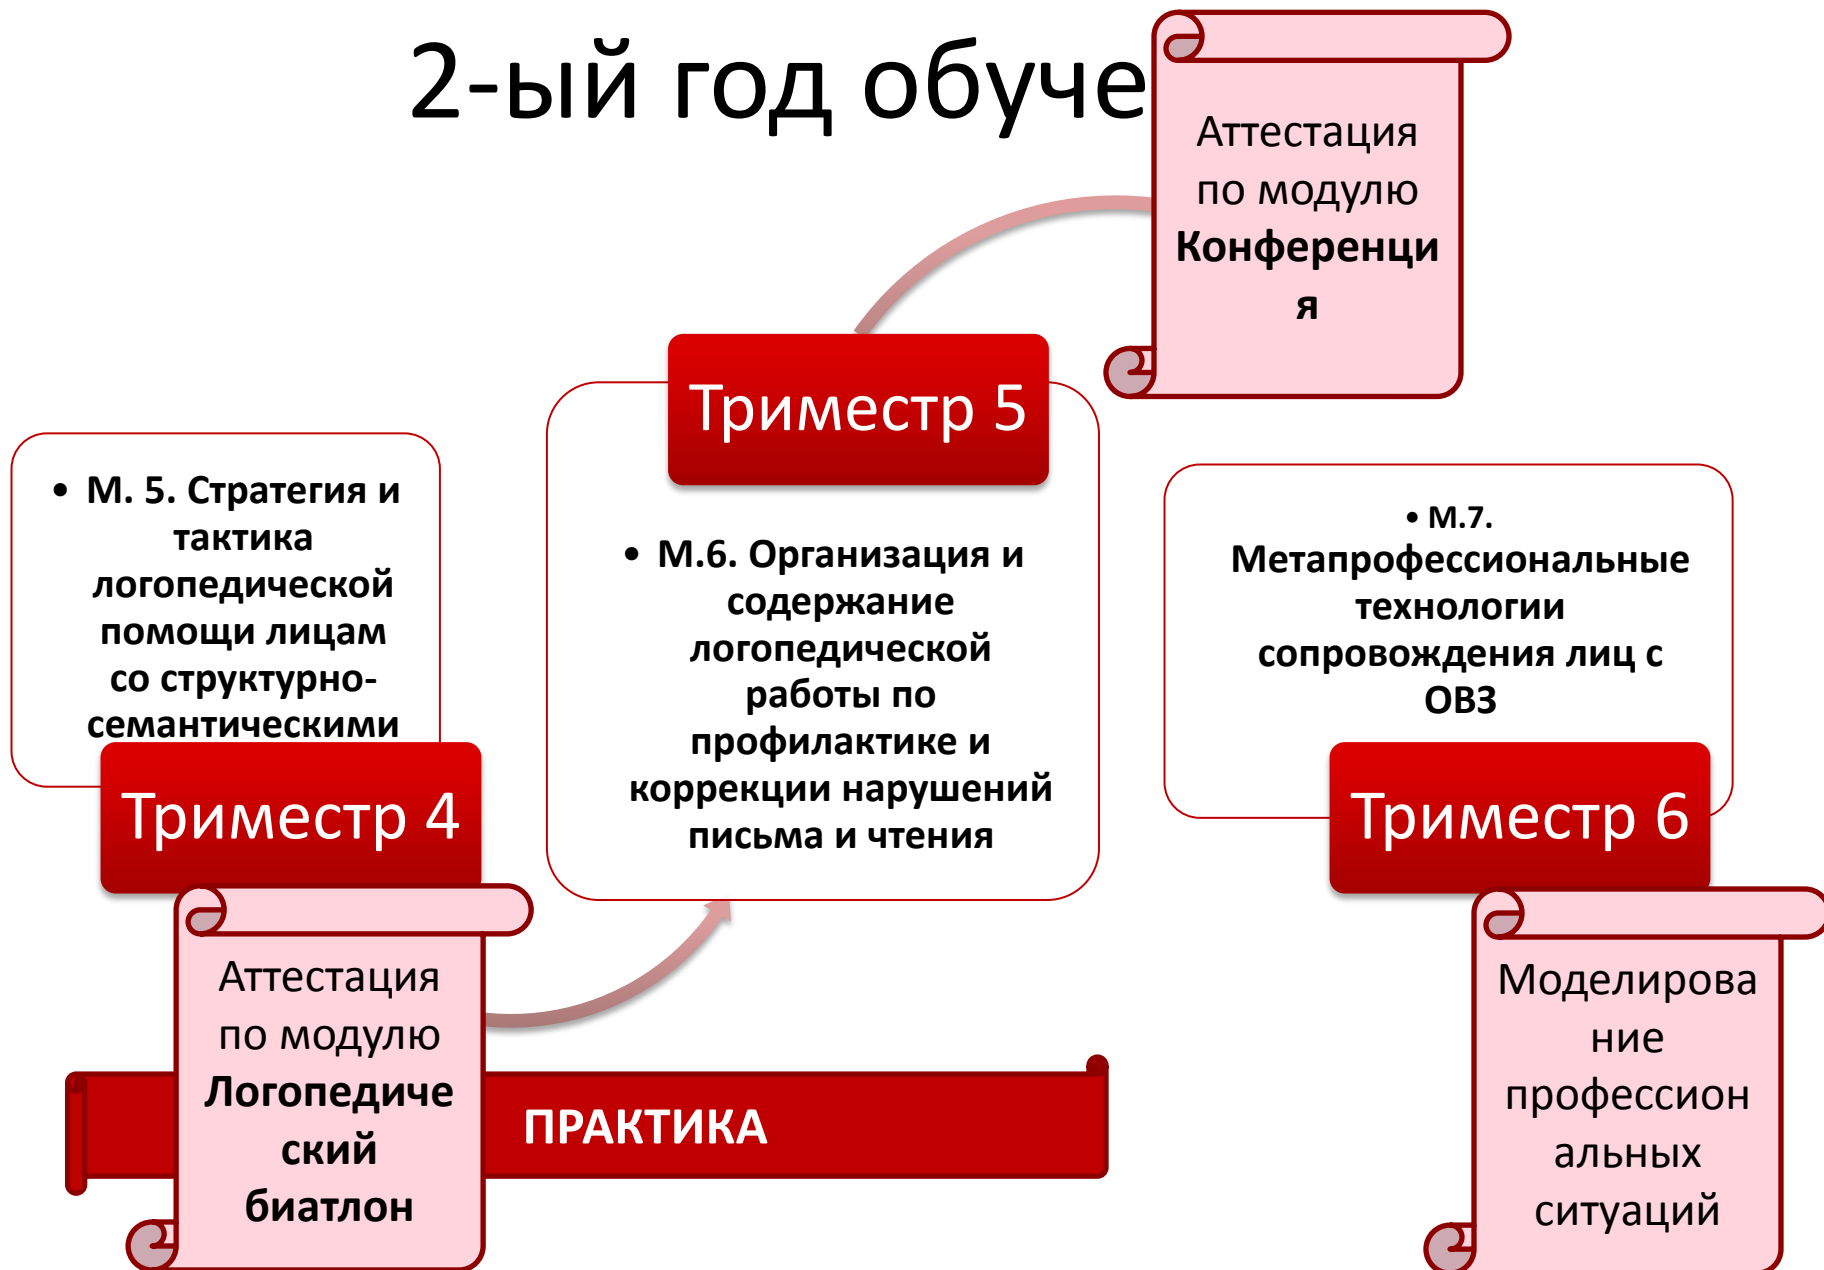 2-ый год обуче
Аттестация
по модулю
Конференци
я
Триместр 5
• М. 5. Стратегия и
тактика
логопедической
помощи лицам
со структурно-
семантическими
Триместр 4
• М.6. Организация и
содержание
логопедической
работы по
профилактике и
коррекции нарушений
письма и чтения
• М.7.
Метапрофессиональные
технологии
сопровождения лиц с
ОВЗ
Триместр 6
Аттестация
по модулю
Логопедиче
ский
биатлон
ПРАКТИКА
Моделирова
ние
профессион
альных
ситуаций